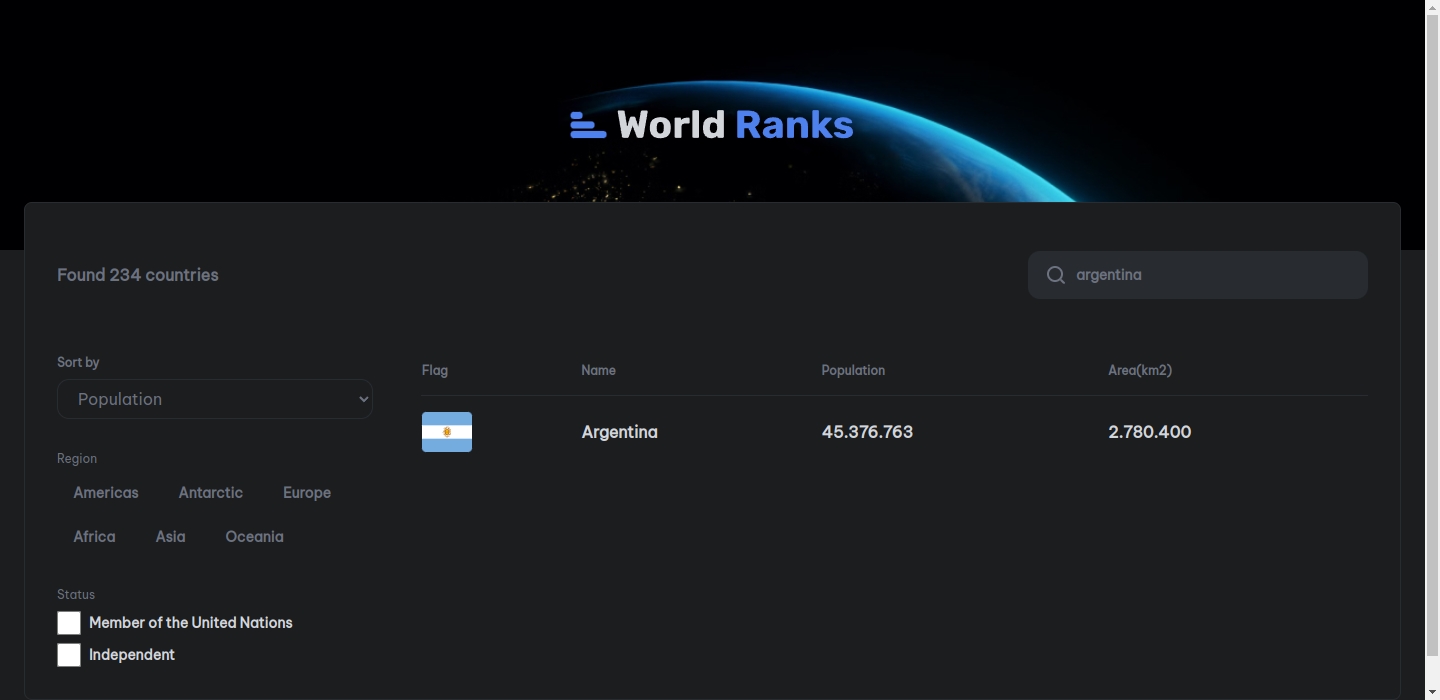 World Ranks
Found 234 countries
argentina
Sort by
Population
Region
Americas Antarctic Europe
Africa Asia Oceania
Status
Member of the United Nations
Independent
Flag Name Population Area(km2)
Argentina 45.376.763 2.780.400